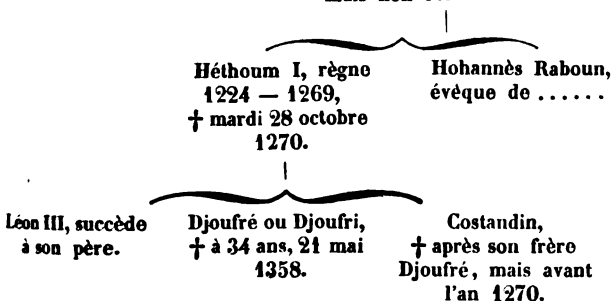 Héthoum I, règne
1224 — 1269,
† mardi 28 octobre
1270.
Hohannès Raboun,
évêque de ......
Léon III, succède
à son père.
Djoufré ou Djoufri,
† à 34 ans, 21 mai
1358.
Costandin,
† après son frère
Djoufré, mais avant
l'an 1270.